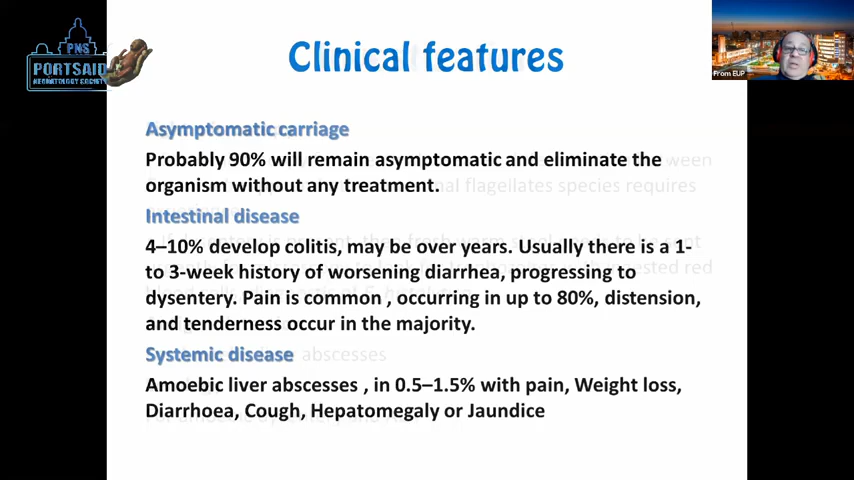 PNS
PORTSAID
NEONATOLOGY SOCIETY
Clinical features
From EUP
Asymptomatic carriage
Probably 90% will remain asymptomatic and eliminate the
organism without any treatment.
Intestinal disease
4–10% develop colitis, may be over years. Usually there is a 1-
to 3-week history of worsening diarrhea, progressing to
dysentery. Pain is common , occurring in up to 80%, distension,
and tenderness occur in the majority.
Systemic disease
Amoebic liver abscesses , in 0.5–1.5% with pain, Weight loss,
Diarrhoea, Cough, Hepatomegaly or Jaundice